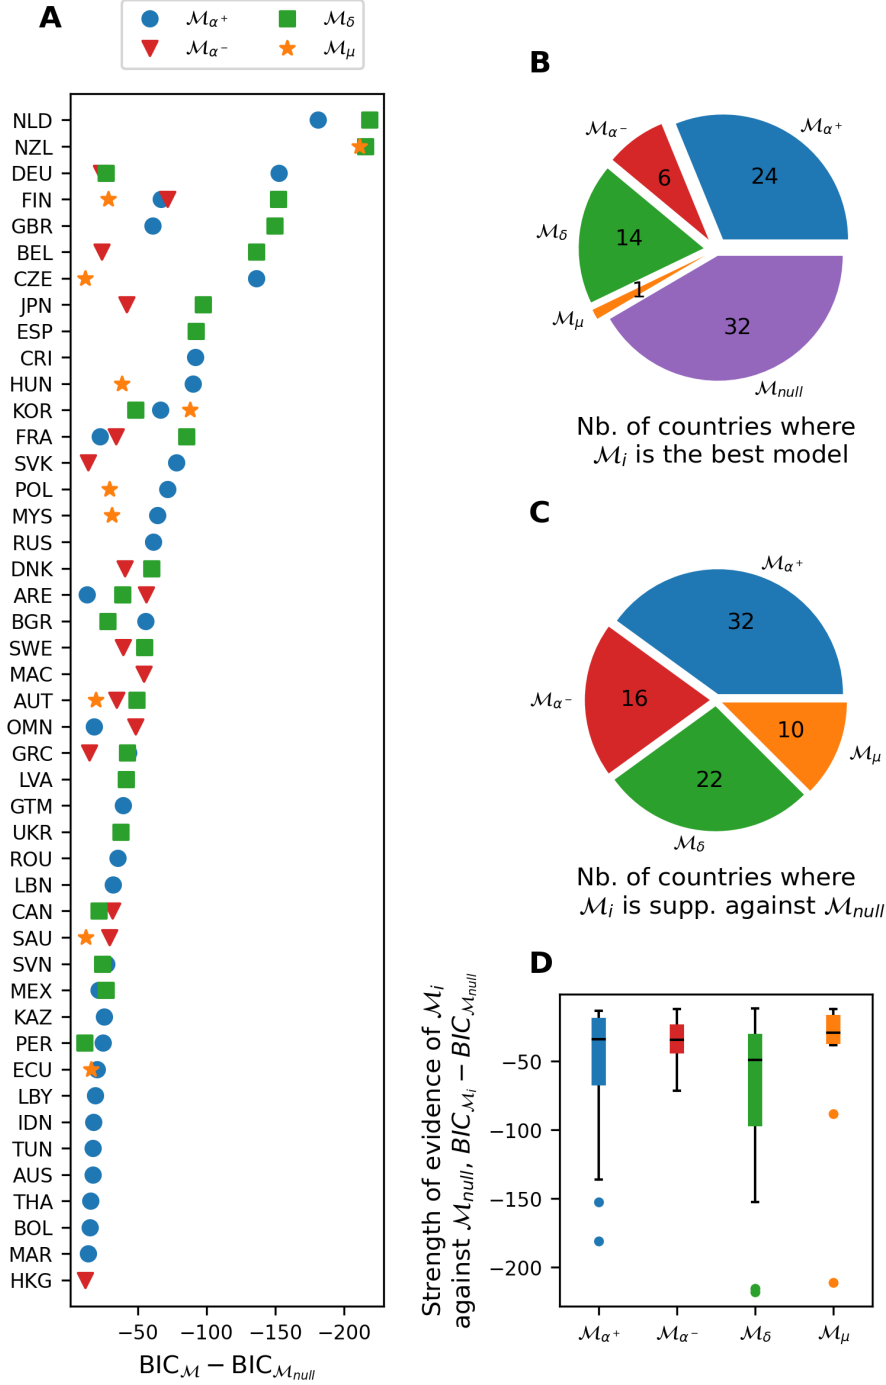 A
ℳα⁺
ℳδ
ℳα⁻
ℳμ
NLD
NZL
DEU
FIN
GBR
BEL
CZE
JPN
ESP
CRI
HUN
KOR
FRA
SVK
POL
MYS
RUS
DNK
ARE
BGR
SWE
MAC
AUT
OMN
GRC
LVA
GTM
UKR
ROU
LBN
CAN
SAU
SVN
MEX
KAZ
PER
ECU
LBY
IDN
TUN
AUS
THA
BOL
MAR
HKG
−50 −100 −150 −200
BICℳ − BICℳnull
B
ℳα⁺
24
ℳα⁻
6
ℳδ
14
ℳμ
1
32
ℳnull
Nb. of countries where
ℳi is the best model
C
ℳα⁺
32
ℳα⁻
16
ℳδ
22
ℳμ
10
Nb. of countries where
ℳi is supp. against ℳnull
D
Strength of evidence of ℳi
against ℳnull, BICℳi − BICℳnull
−50
−100
−150
−200
ℳα⁺ ℳα⁻ ℳδ ℳμ